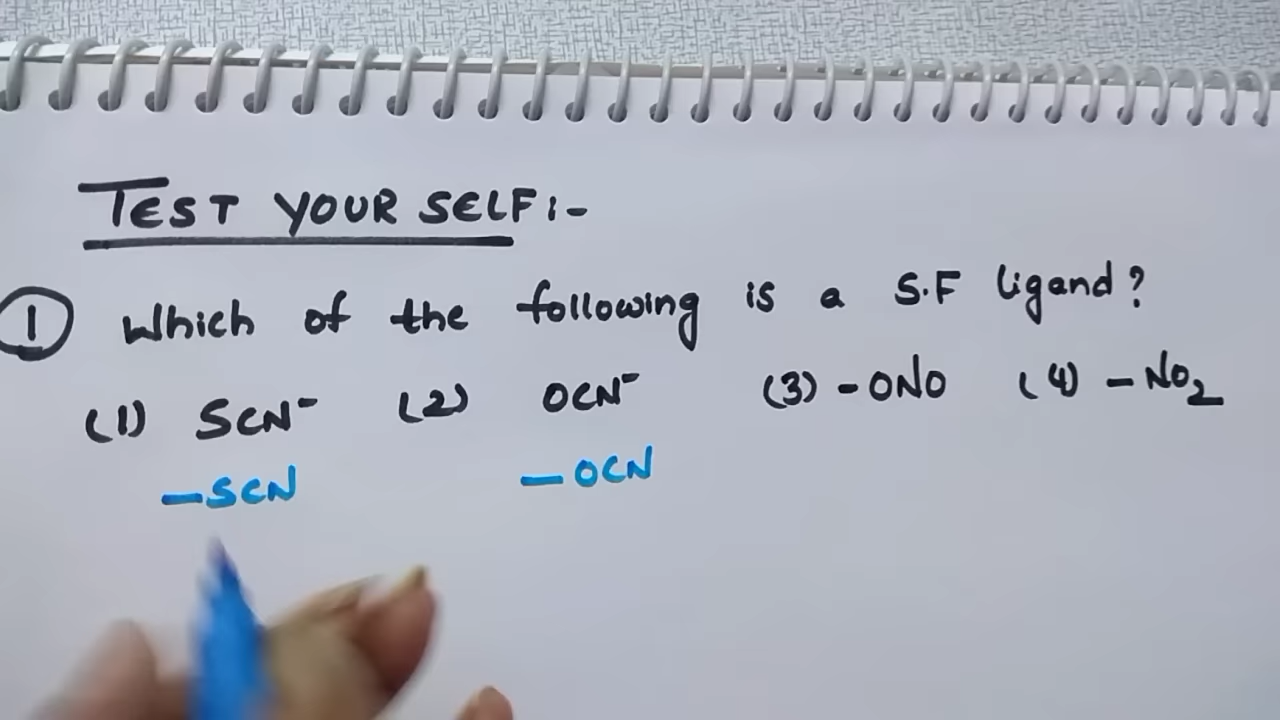 TEST YOUR SELF:-
① Which of the following is a S.F ligand?
(1) SCN⁻ (2) OCN⁻ (3) -ONO (4) -NO₂
-SCN -OCN